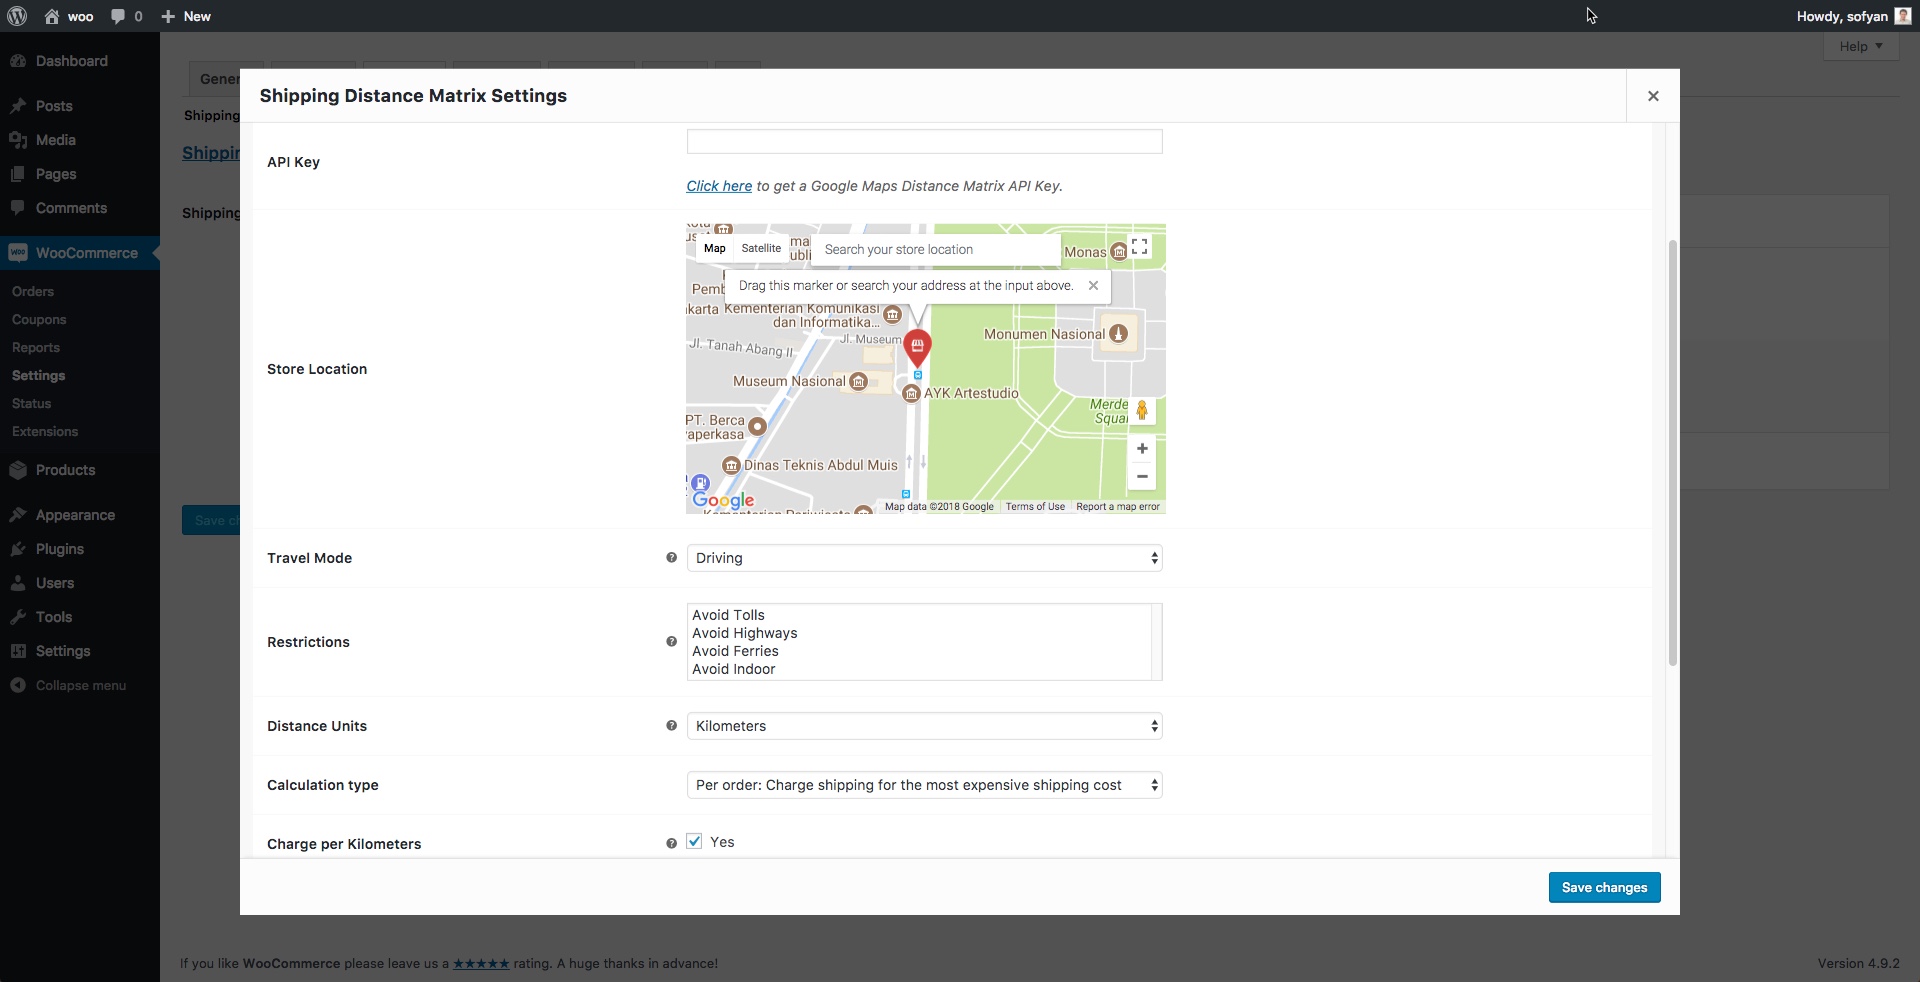 woo
0
New
Howdy, sofyan
Help
Dashboard
Posts
Media
Pages
Comments
WooCommerce
Orders
Coupons
Reports
Settings
Status
Extensions
Products
Appearance
Plugins
Users
Tools
Settings
Collapse menu
Shipping
Shipping
Shipping Distance Matrix Settings
API Key
Click here to get a Google Maps Distance Matrix API Key.
Store Location
Map
Satellite
Search your store location
Monas
Drag this marker or search your address at the input above.
Kementerian Komunikasi
dan Informatika...
Jl. Museum
Jl. Tanah Abang II
Monumen Nasional
Museum Nasional
AYK Artestudio
PT. Berca
Dinas Teknis Abdul Muis
Google
Map data ©2018 Google
Terms of Use
Report a map error
Travel Mode
Driving
Restrictions
Avoid Tolls
Avoid Highways
Avoid Ferries
Avoid Indoor
Distance Units
Kilometers
Calculation type
Per order: Charge shipping for the most expensive shipping cost
Charge per Kilometers
Yes
Save changes
If you like WooCommerce please leave us a ★★★★★ rating. A huge thanks in advance!
Version 4.9.2